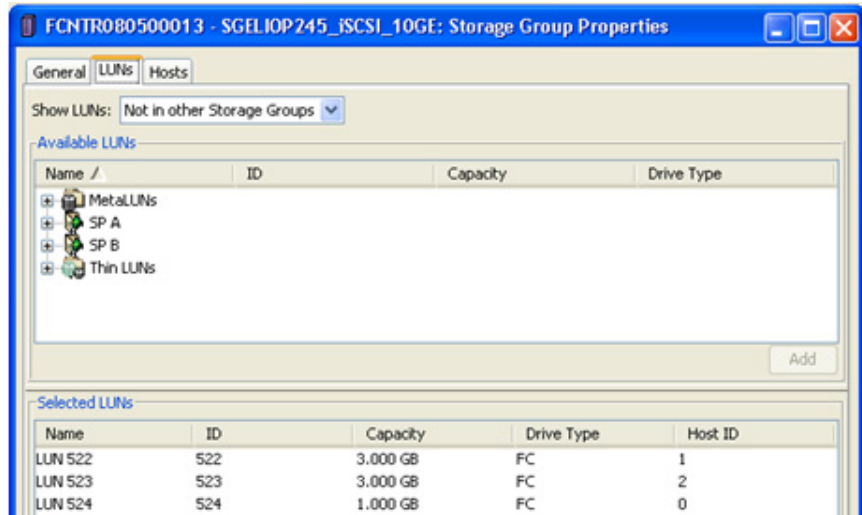 FCNTR080500013 - SGELIOP245_iSCSI_10GE: Storage Group Properties
General LUNs Hosts
Show LUNs: Not in other Storage Groups
Available LUNs
Name ID Capacity Drive Type
MetaLUNs
SP A
SP B
Thin LUNs
Add
Selected LUNs
Name ID Capacity Drive Type Host ID
LUN 522 522 3.000 GB FC 1
LUN 523 523 3.000 GB FC 2
LUN 524 524 1.000 GB FC 0